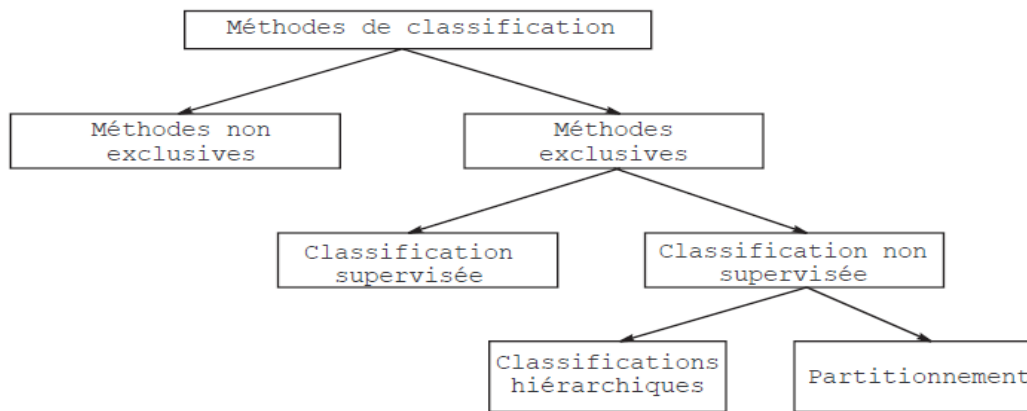 Méthodes de classification
Méthodes non
exclusives
Méthodes
exclusives
Classification
supervisée
Classification non
supervisée
Classifications
hiérarchiques
Partitionnement